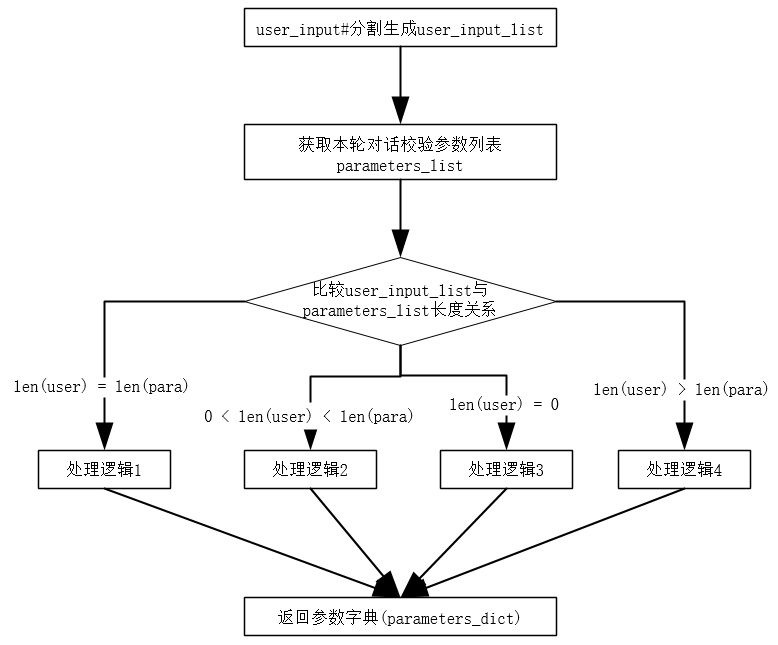 user_input#分割生成user_input_list
获取本轮对话校验参数列表
parameters_list
比较user_input_list与
parameters_list长度关系
len(user) = len(para)
0 < len(user) < len(para)
len(user) = 0
len(user) > len(para)
处理逻辑1
处理逻辑2
处理逻辑3
处理逻辑4
返回参数字典(parameters_dict)